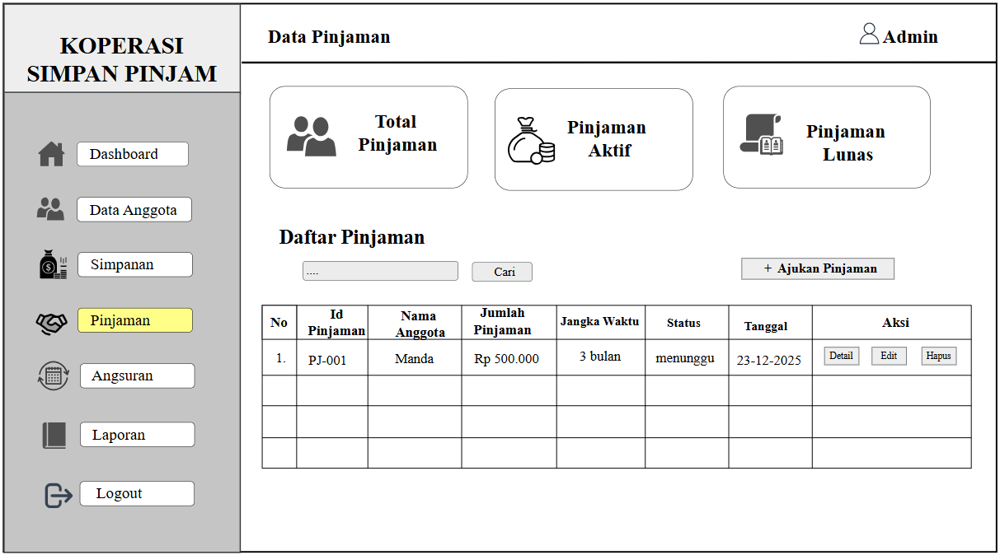 KOPERASI
SIMPAN PINJAM
Data Pinjaman
Admin
Dashboard
Data Anggota
Simpanan
Pinjaman
Angsuran
Laporan
Logout
Total
Pinjaman
Pinjaman
Aktif
Pinjaman
Lunas
Daftar Pinjaman
....
Cari
+ Ajukan Pinjaman
No
Id
Pinjaman
Nama
Anggota
Jumlah
Pinjaman
Jangka Waktu
Status
Tanggal
Aksi
1.
PJ-001
Manda
Rp 500.000
3 bulan
menunggu
23-12-2025
Detail
Edit
Hapus